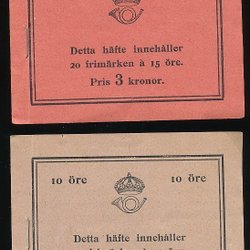 Detta häfte innehåller
20 frimärken à 15 öre.
Pris 3 kronor.
10 öre 10 öre
Detta häfte innehåller